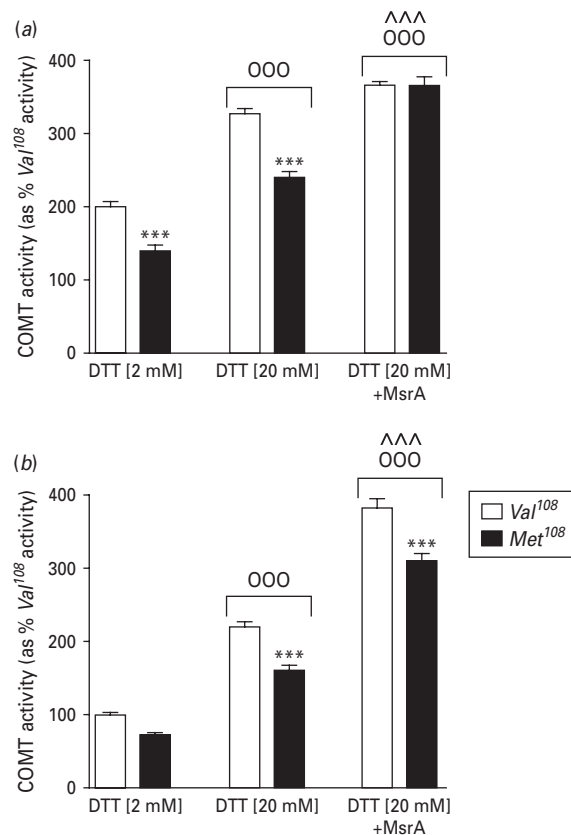 (a)
^^^
OOO
OOO
400
300
200
100
0
***
***
COMT activity (as % Val108 activity)
DTT [2 mM]
DTT [20 mM]
DTT [20 mM]
+MsrA
(b)
^^^
OOO
OOO
400
300
200
100
0
***
***
COMT activity (as % Val108 activity)
DTT [2 mM]
DTT [20 mM]
DTT [20 mM]
+MsrA
Val108
Met108